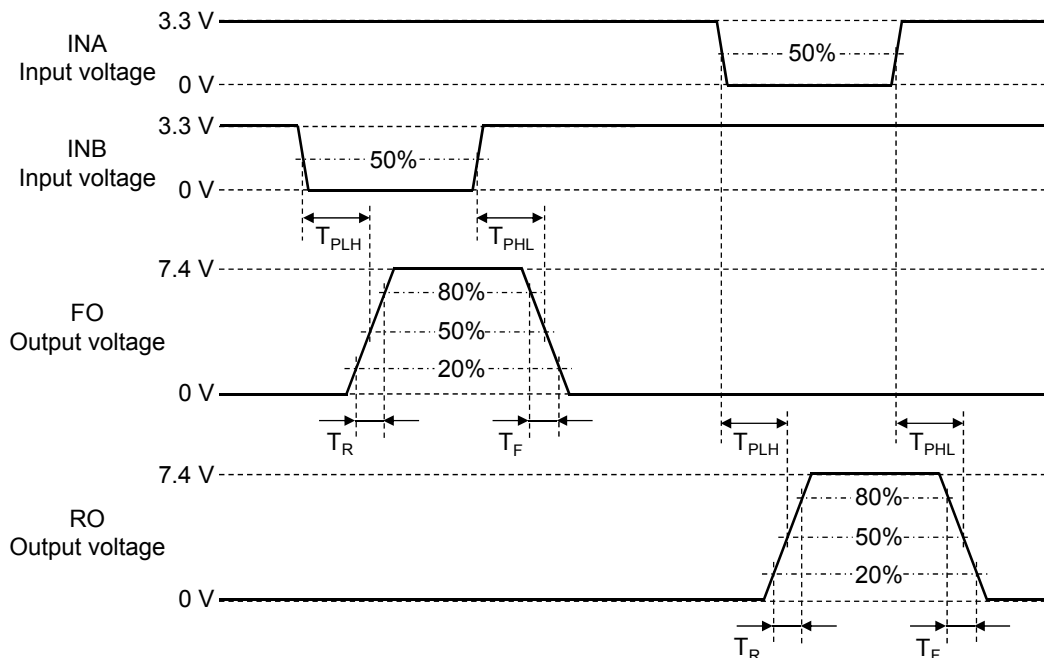 3.3 V
INA
Input voltage
50%
0 V
3.3 V
INB
Input voltage
50%
0 V
TPLH
TPHL
7.4 V
80%
FO
Output voltage
50%
20%
0 V
TR
TF
TPLH
TPHL
7.4 V
80%
RO
Output voltage
50%
20%
0 V
TR
TF